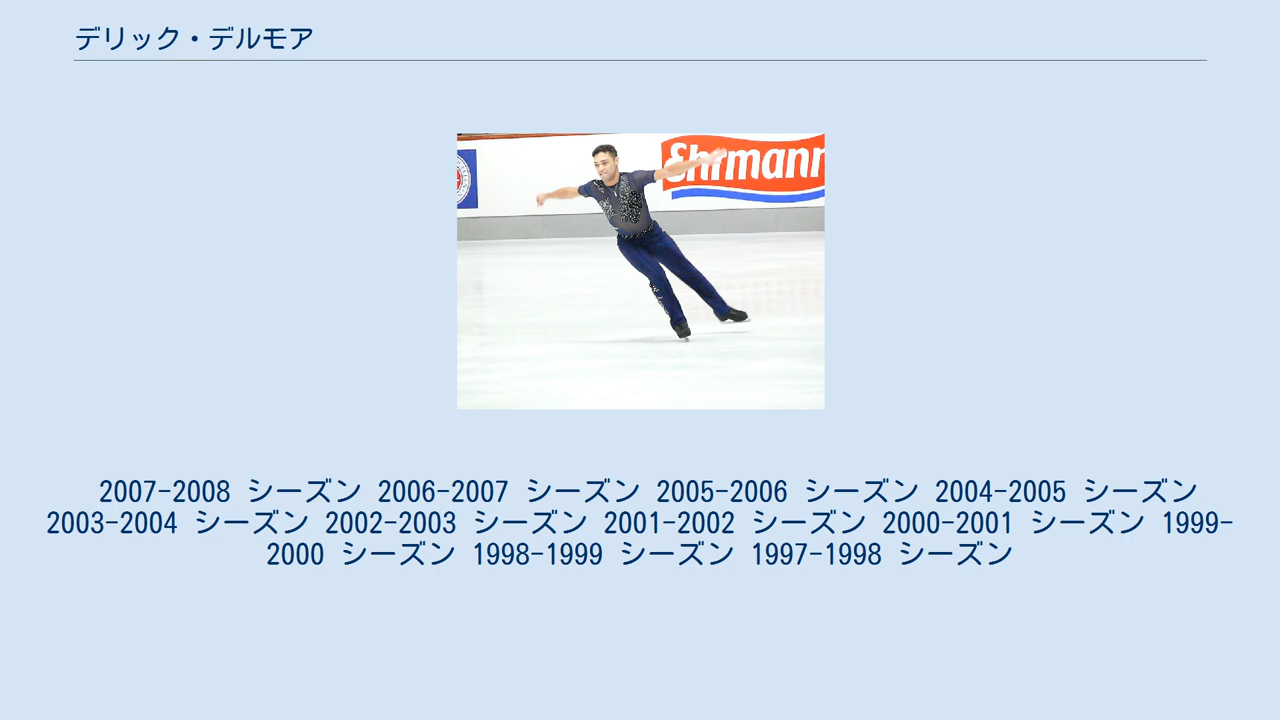 デリック・デルモア
Ehrmann
2007-2008 シーズン 2006-2007 シーズン 2005-2006 シーズン 2004-2005 シーズン
2003-2004 シーズン 2002-2003 シーズン 2001-2002 シーズン 2000-2001 シーズン 1999-
2000 シーズン 1998-1999 シーズン 1997-1998 シーズン